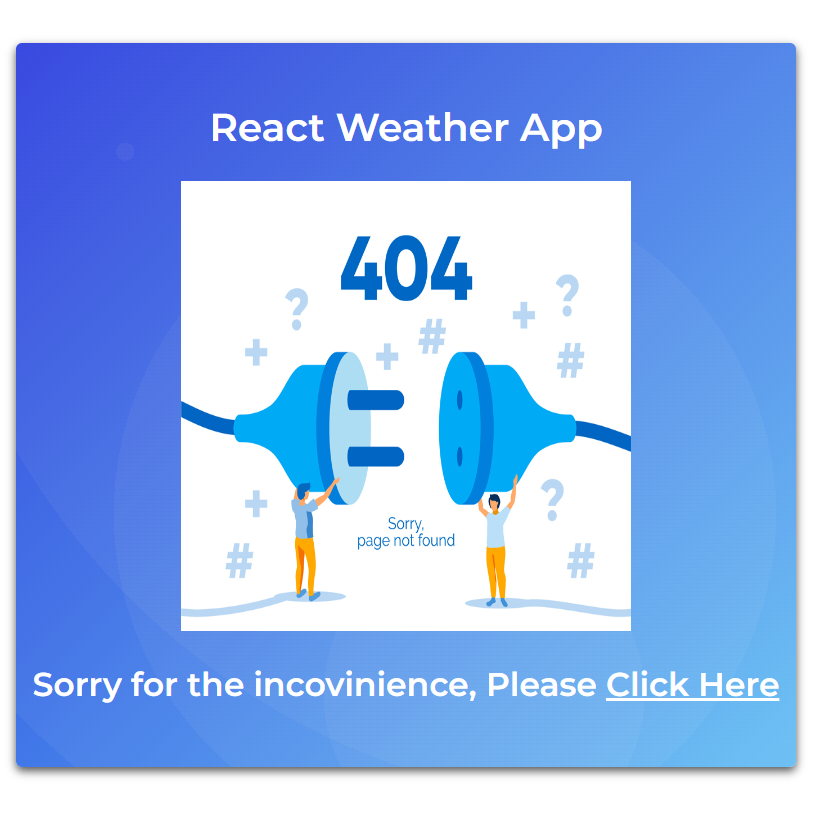 React Weather App
404
? ?
+ + + #
#
+ ?
Sorry,
page not found
# #
Sorry for the incovinience, Please Click Here